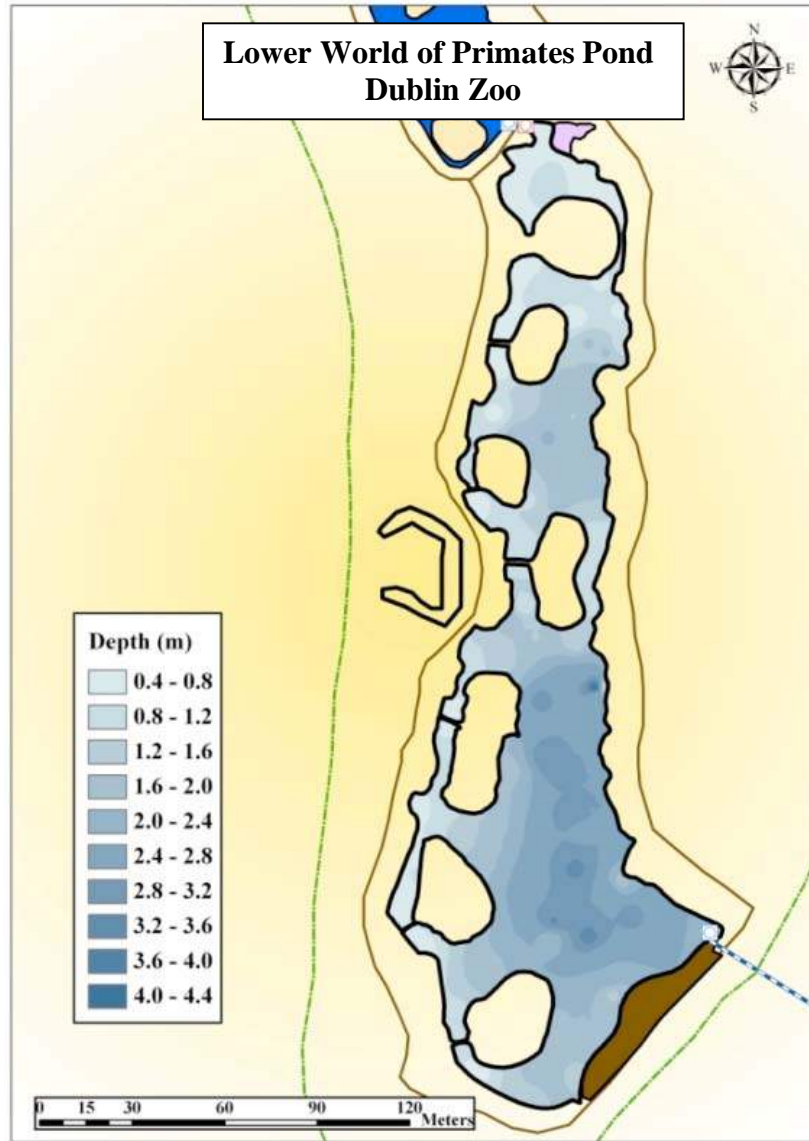 Lower World of Primates Pond
Dublin Zoo
N
W E
S
Depth (m)
0.4 - 0.8
0.8 - 1.2
1.2 - 1.6
1.6 - 2.0
2.0 - 2.4
2.4 - 2.8
2.8 - 3.2
3.2 - 3.6
3.6 - 4.0
4.0 - 4.4
0 15 30 60 90 120
Meters